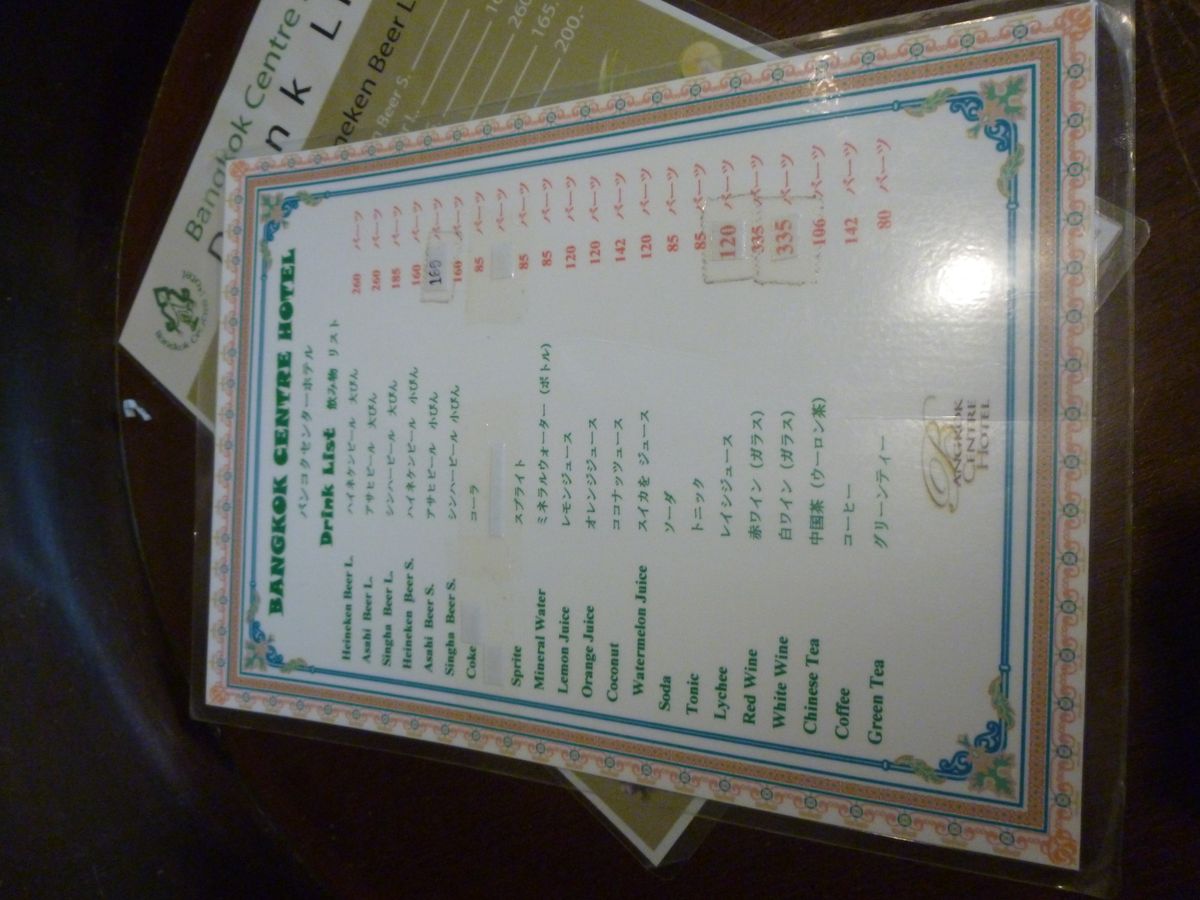 BANGKOK CENTRE HOTEL
バンコクセンターホテル
Drink List 飲み物 リスト
Heineken Beer L. ハイネケンビール 大びん 260 バーツ
Asahi Beer L. アサヒビール 大びん 260 バーツ
Singha Beer L. シンハービール 大びん 185 バーツ
Heineken Beer S. ハイネケンビール 小びん 160 バーツ
Asahi Beer S. アサヒビール 小びん 160 バーツ
Singha Beer S. シンハービール 小びん 160 バーツ
Coke コーラ 85 バーツ
Sprite スプライト 85 バーツ
Mineral Water ミネラルウォーター (ボトル) 85 バーツ
Lemon Juice レモンジュース 120 バーツ
Orange Juice オレンジジュース 120 バーツ
Coconut ココナッツュース 142 バーツ
Watermelon Juice スイカを ジュース 120 バーツ
Soda ソーダ 85 バーツ
Tonic トニック 85 バーツ
Lychee レイシジュース 120 バーツ
Red Wine 赤ワイン (ガラス) 335 バーツ
White Wine 白ワイン (ガラス) 335 バーツ
Chinese Tea 中国茶 (ウーロン茶) 106 バーツ
Coffee コーヒー 142 バーツ
Green Tea グリーンティー 80 バーツ
BANGKOK
CENTRE
HOTEL
Bangkok Centre
Beer L
Beer S.
260
165.
200.-